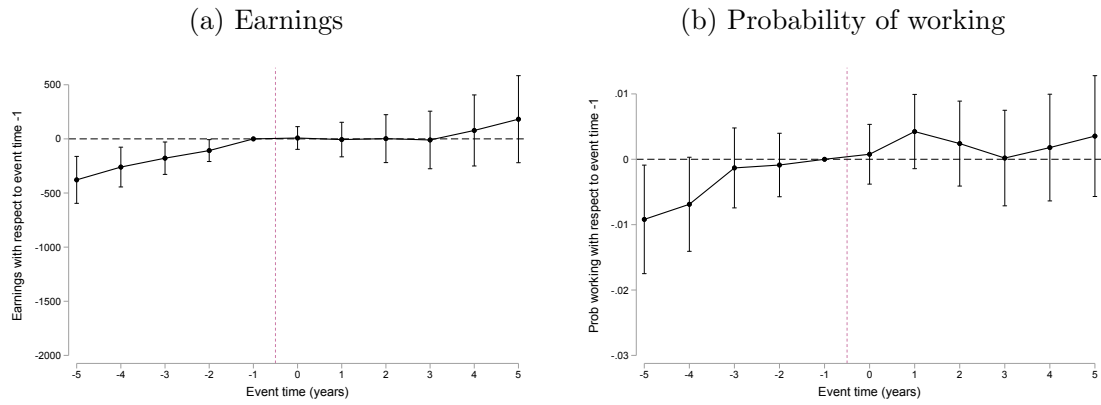 (a) Earnings
(b) Probability of working
Earnings with respect to event time -1
500
0
-500
-1000
-1500
-2000
-5 -4 -3 -2 -1 0 1 2 3 4 5
Event time (years)
Prob working with respect to event time -1
.01
0
-.01
-.02
-.03
-5 -4 -3 -2 -1 0 1 2 3 4 5
Event time (years)